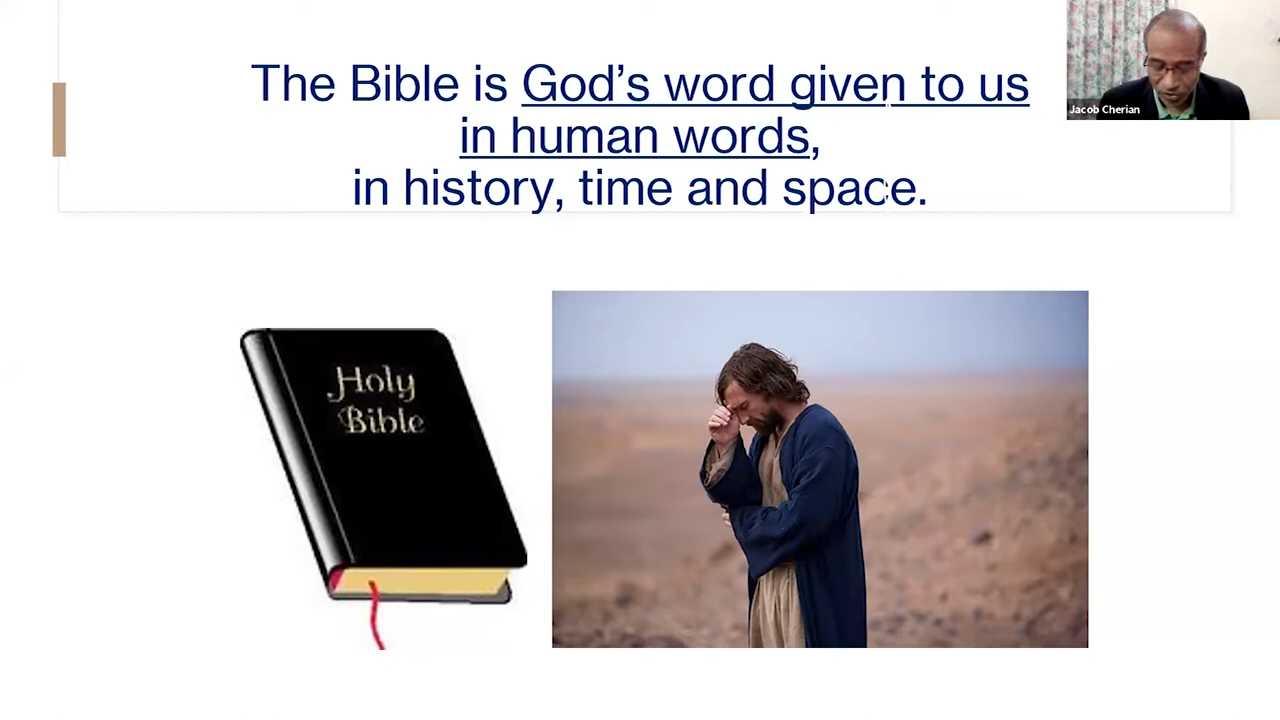 The Bible is God’s word given to us
in human words,
in history, time and space.
Jacob Cherian
Holy
Bible